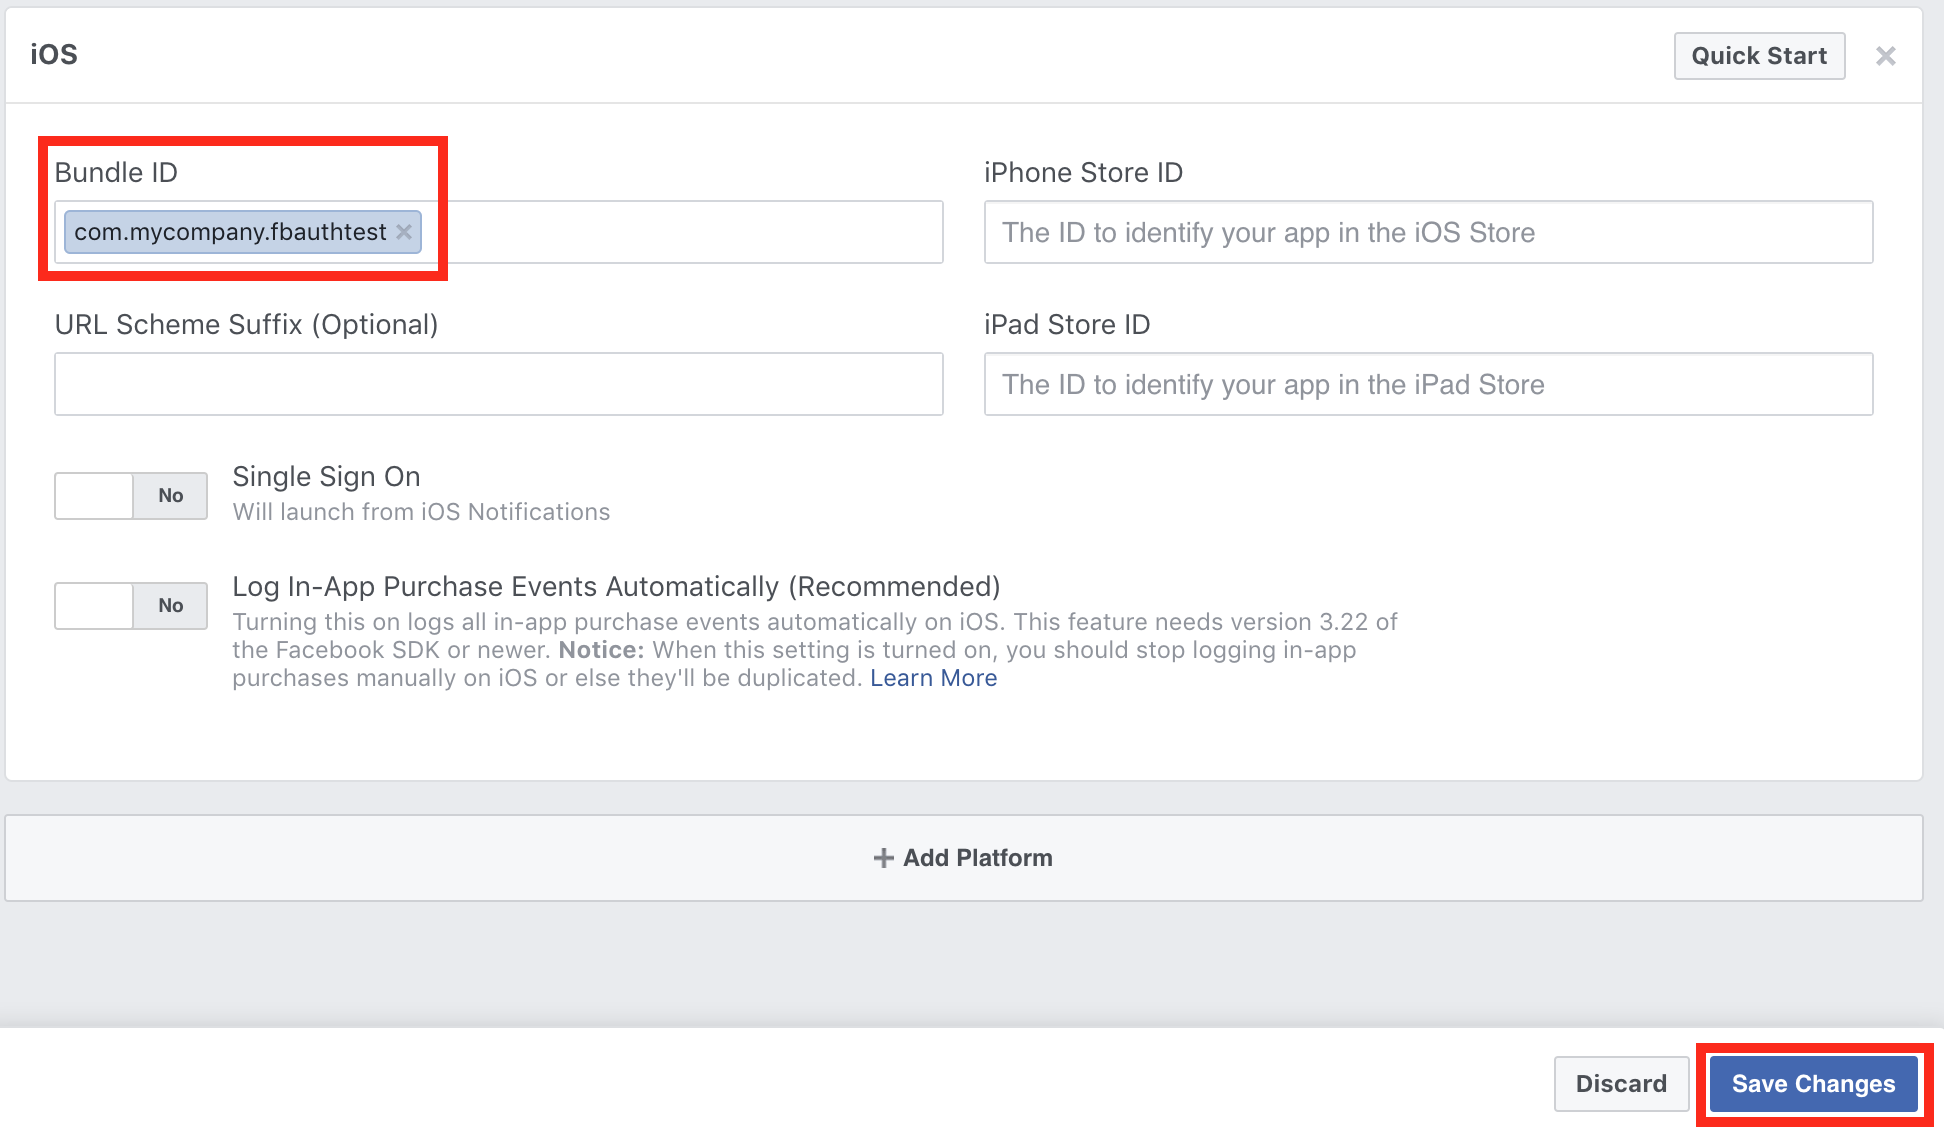 iOS
Quick Start
Bundle ID
com.mycompany.fbauthtest
iPhone Store ID
The ID to identify your app in the iOS Store
URL Scheme Suffix (Optional)
iPad Store ID
The ID to identify your app in the iPad Store
No
Single Sign On
Will launch from iOS Notifications
No
Log In-App Purchase Events Automatically (Recommended)
Turning this on logs all in-app purchase events automatically on iOS. This feature needs version 3.22 of
the Facebook SDK or newer. Notice: When this setting is turned on, you should stop logging in-app
purchases manually on iOS or else they'll be duplicated. Learn More
Add Platform
Discard
Save Changes